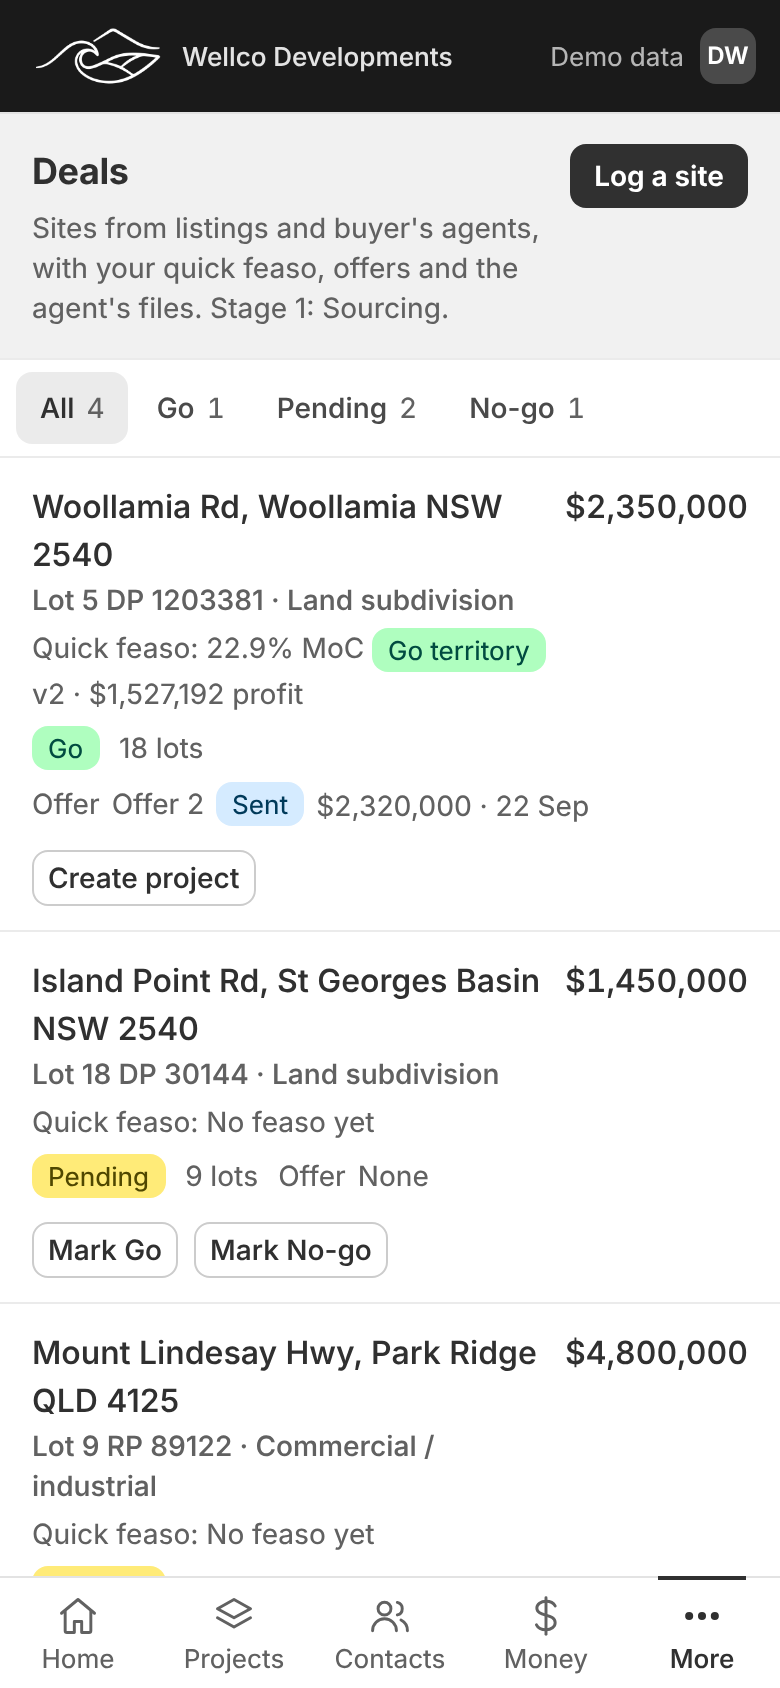 Wellco Developments
Demo data
DW
Deals
Log a site
Sites from listings and buyer's agents,
with your quick feaso, offers and the
agent's files. Stage 1: Sourcing.
All 4
Go 1
Pending 2
No-go 1
Woollamia Rd, Woollamia NSW
2540
$2,350,000
Lot 5 DP 1203381 · Land subdivision
Quick feaso: 22.9% MoC Go territory
v2 · $1,527,192 profit
Go 18 lots
Offer Offer 2 Sent $2,320,000 · 22 Sep
Create project
Island Point Rd, St Georges Basin
NSW 2540
$1,450,000
Lot 18 DP 30144 · Land subdivision
Quick feaso: No feaso yet
Pending 9 lots Offer None
Mark Go
Mark No-go
Mount Lindesay Hwy, Park Ridge
QLD 4125
$4,800,000
Lot 9 RP 89122 · Commercial /
industrial
Quick feaso: No feaso yet
Home
Projects
Contacts
Money
More